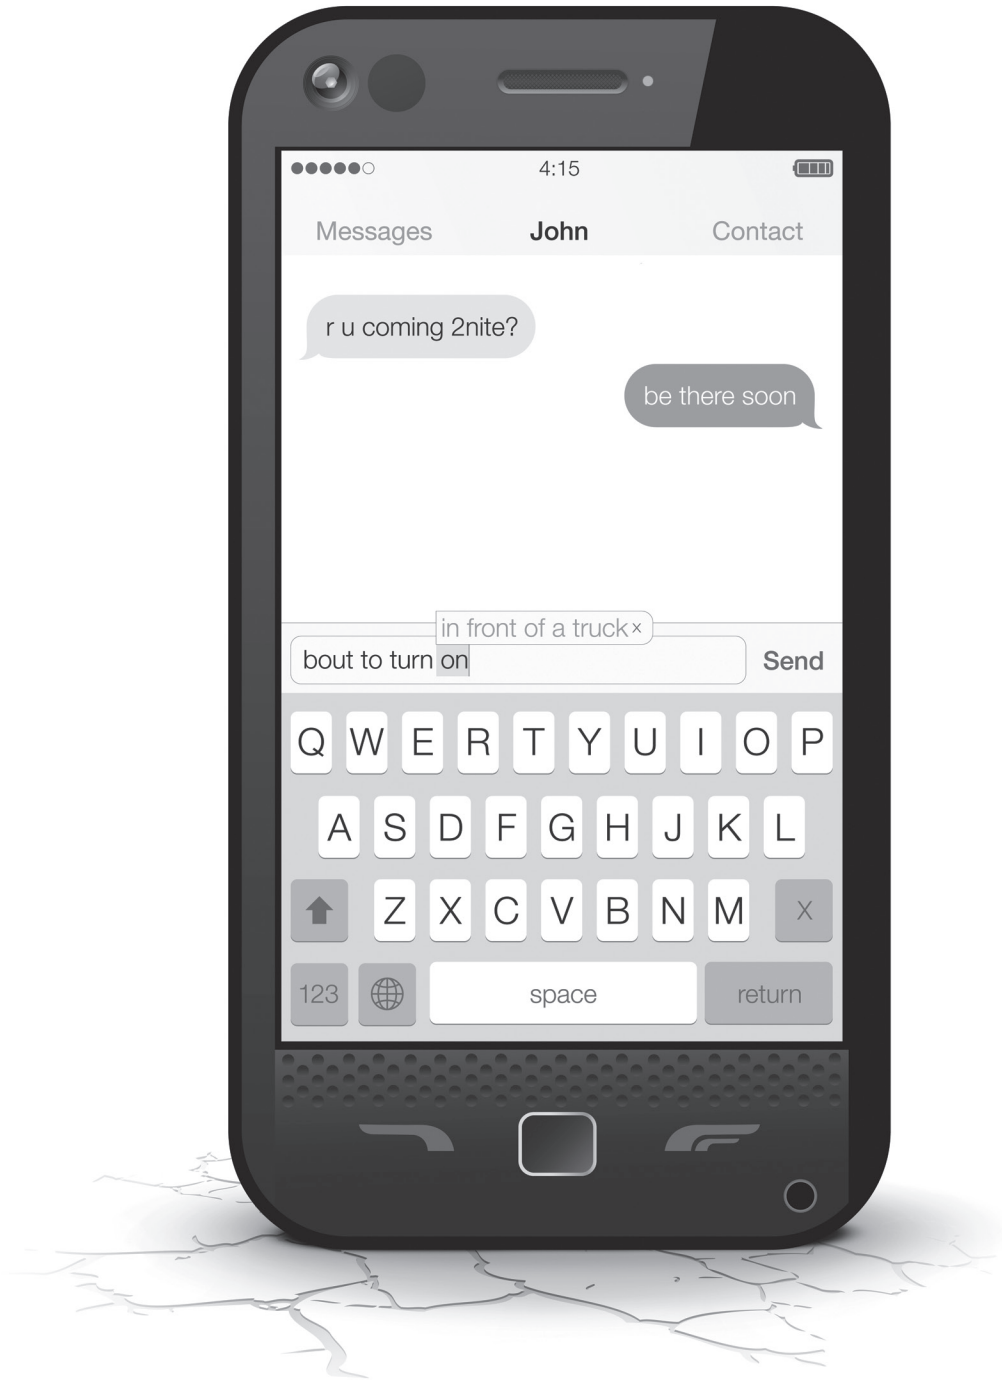 4:15
Messages John Contact
r u coming 2nite?
be there soon
in front of a truck x
bout to turn on
Send
Q W E R T Y U I O P
A S D F G H J K L
Z X C V B N M X
123 space return